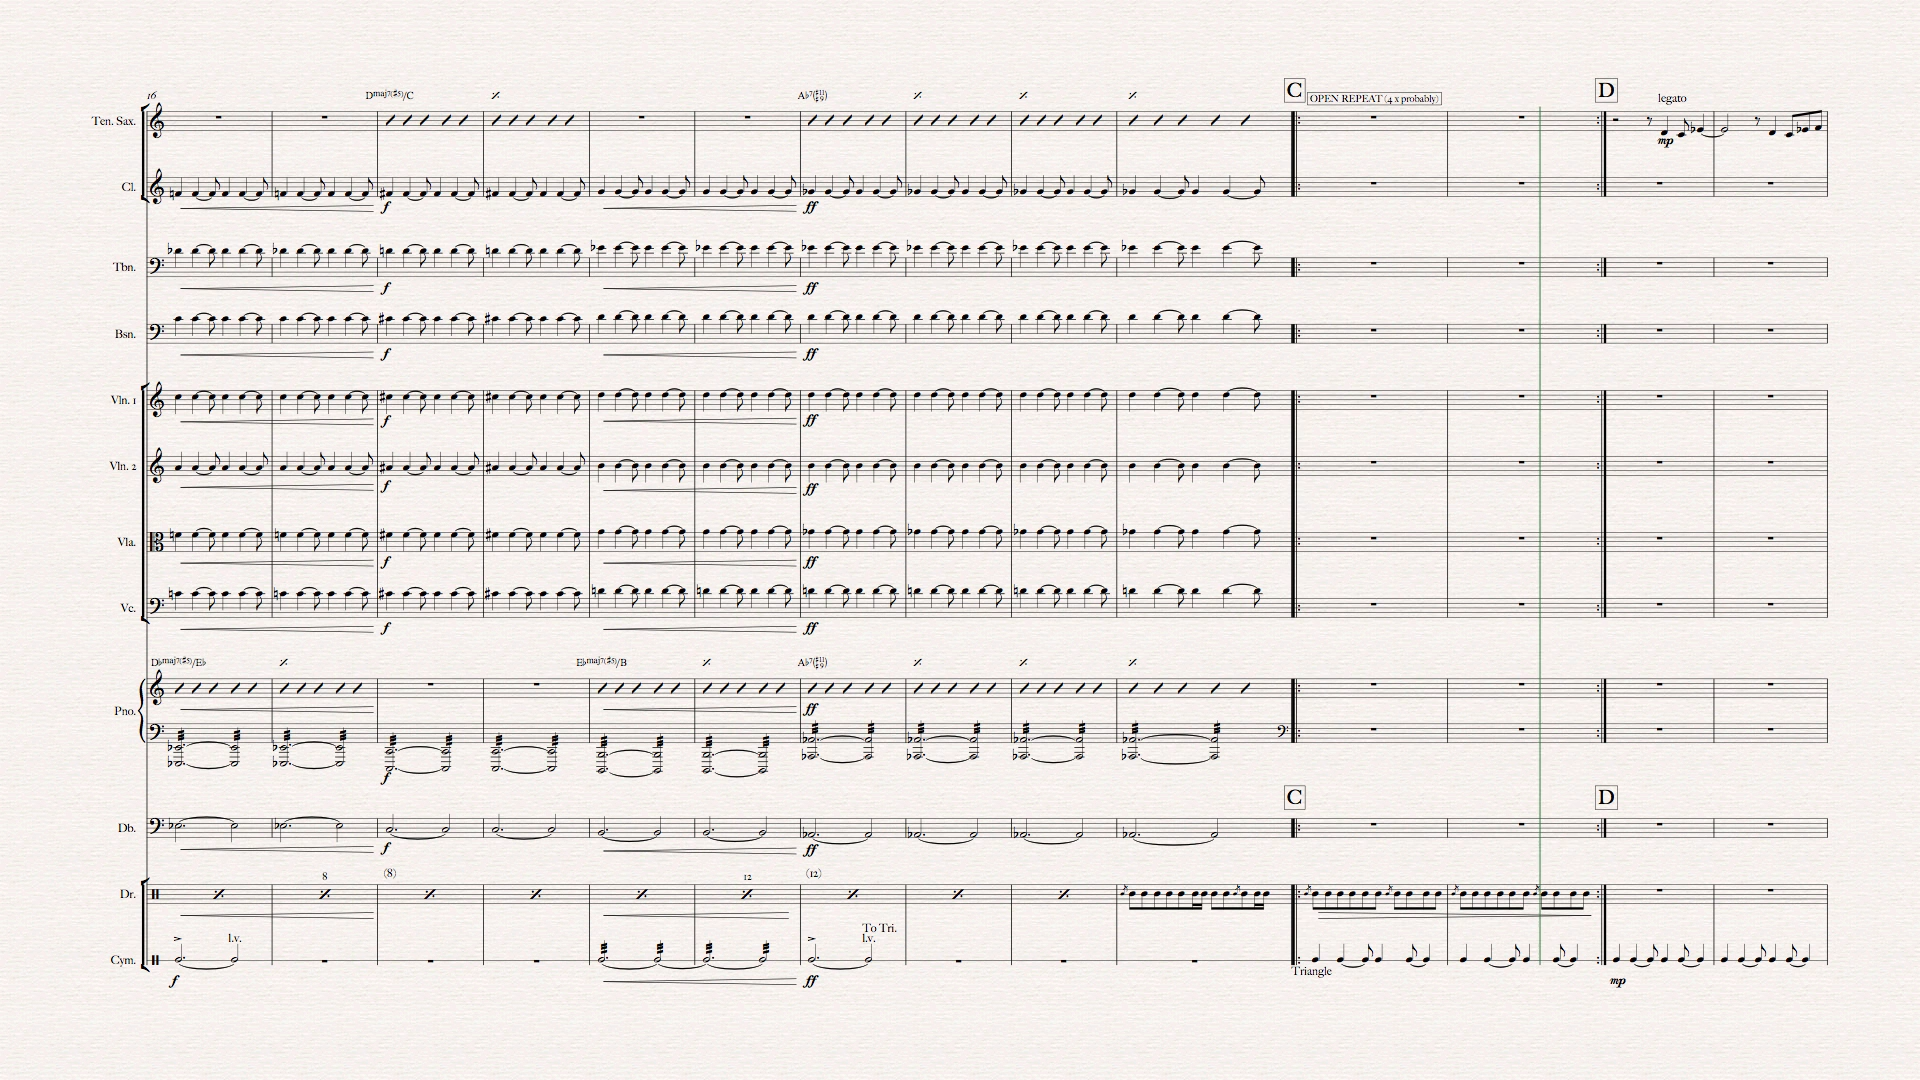 16
Dmaj7(#5)/C
Ab7(#11 #9)
C
OPEN REPEAT (4 x probably)
D
legato
Ten. Sax.
mp
Cl.
f
ff
Tbn.
f
ff
Bsn.
f
ff
Vln. 1
f
ff
Vln. 2
f
ff
Vla.
f
ff
Vc.
f
ff
Dbmaj7(#5)/Eb
Ebmaj7(#5)/B
Ab7(#11 #9)
Pno.
ff
f
C
D
Db.
f
ff
8
(8)
12
(12)
Dr.
To Tri.
l.v.
l.v.
Cym.
Triangle
f
ff
mp